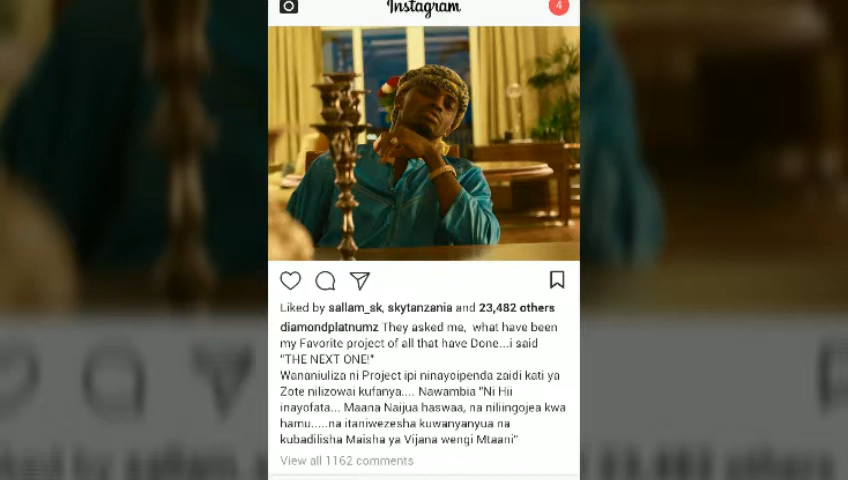 Instagram
4
Liked by sallam_sk, skytanzania and 23,482 others
diamondplatnumz They asked me, what have been
my Favorite project of all that have Done...i said
"THE NEXT ONE!"
Wananiuliza ni Project ipi ninayoipenda zaidi kati ya
Zote nilizowai kufanya.... Nawambia "Ni Hii
inayofata... Maana Naijua haswaa, na niliingojea kwa
hamu.....na itaniwezesha kuwanyanyua na
kubadilisha Maisha ya Vijana wengi Mtaani"
View all 1162 comments